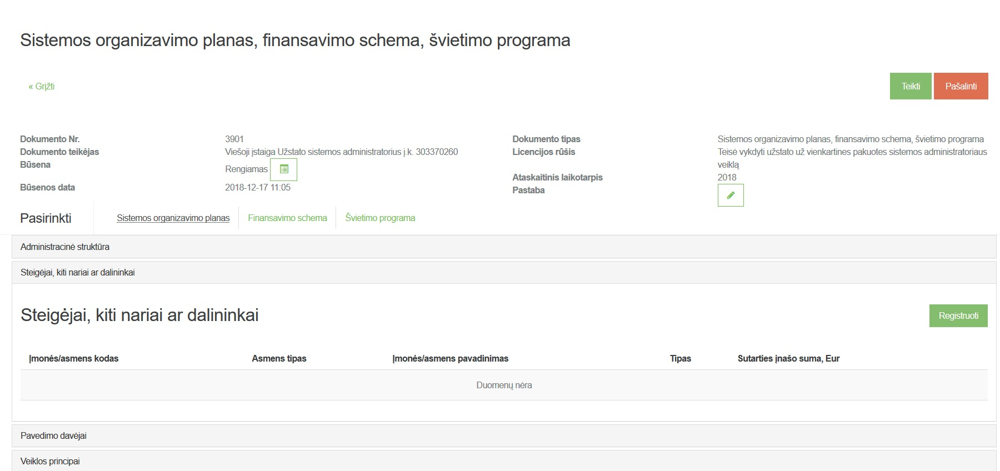 Sistemos organizavimo planas, finansavimo schema, švietimo programa
« Grįžti
Teikti
Pašalinti
Dokumento Nr.
3901
Dokumento teikėjas
Viešoji įstaiga Užstato sistemos administratorius į.k. 303370260
Būsena
Rengiamas
Būsenos data
2018-12-17 11:05
Dokumento tipas
Sistemos organizavimo planas, finansavimo schema, švietimo programa
Licencijos rūšis
Teisė vykdyti užstato už vienkartines pakuotes sistemos administratoriaus
veiklą
Ataskaitinis laikotarpis
2018
Pastaba
Pasirinkti
Sistemos organizavimo planas
Finansavimo schema
Švietimo programa
Administracinė struktūra
Steigėjai, kiti nariai ar dalininkai
Steigėjai, kiti nariai ar dalininkai
Registruoti
Įmonės/asmens kodas
Asmens tipas
Įmonės/asmens pavadinimas
Tipas
Sutarties įnašo suma, Eur
Duomenų nėra
Pavedimo davėjai
Veiklos principai